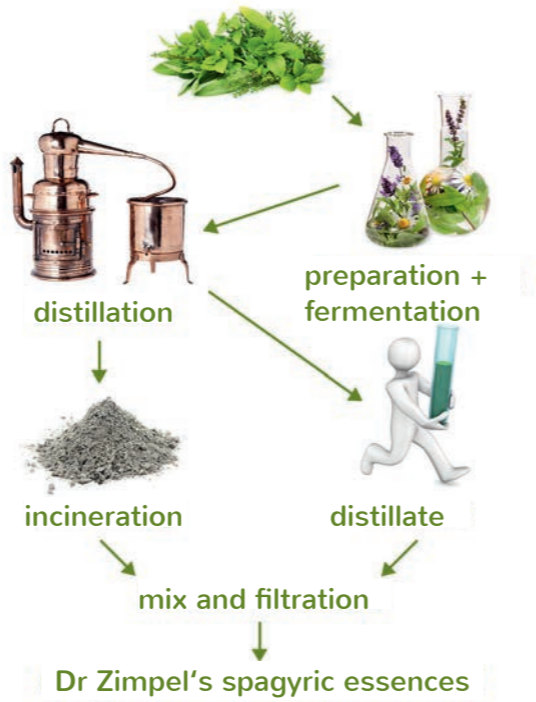 preparation +
fermentation
distillation
incineration
distillate
mix and filtration
Dr Zimpel's spagyric essences